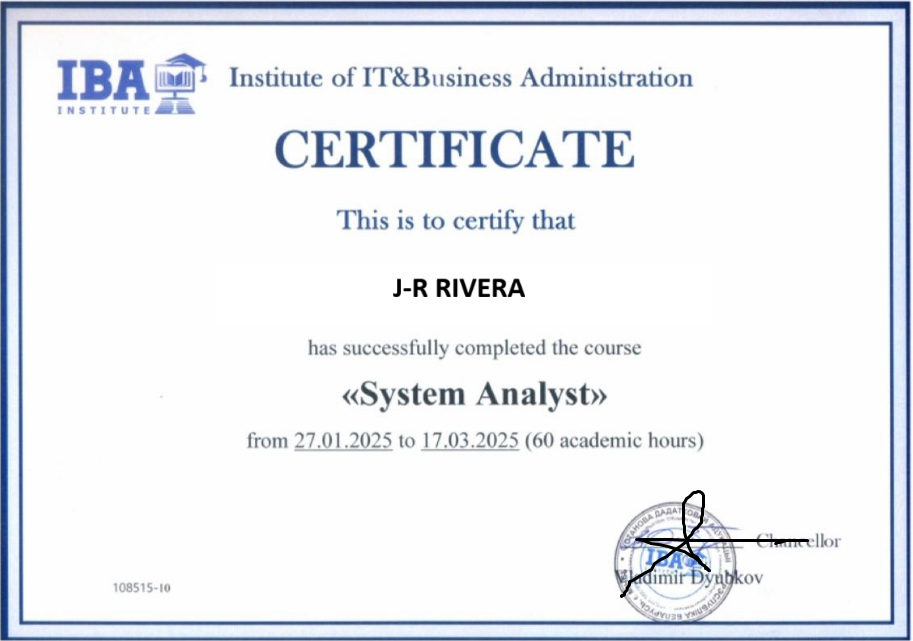 IBA
INSTITUTE
Institute of IT&Business Administration
CERTIFICATE
This is to certify that
J-R RIVERA
has successfully completed the course
«System Analyst»
from 27.01.2025 to 17.03.2025 (60 academic hours)
Chancellor
IBA
Vladimir Dyubkov
108515-10